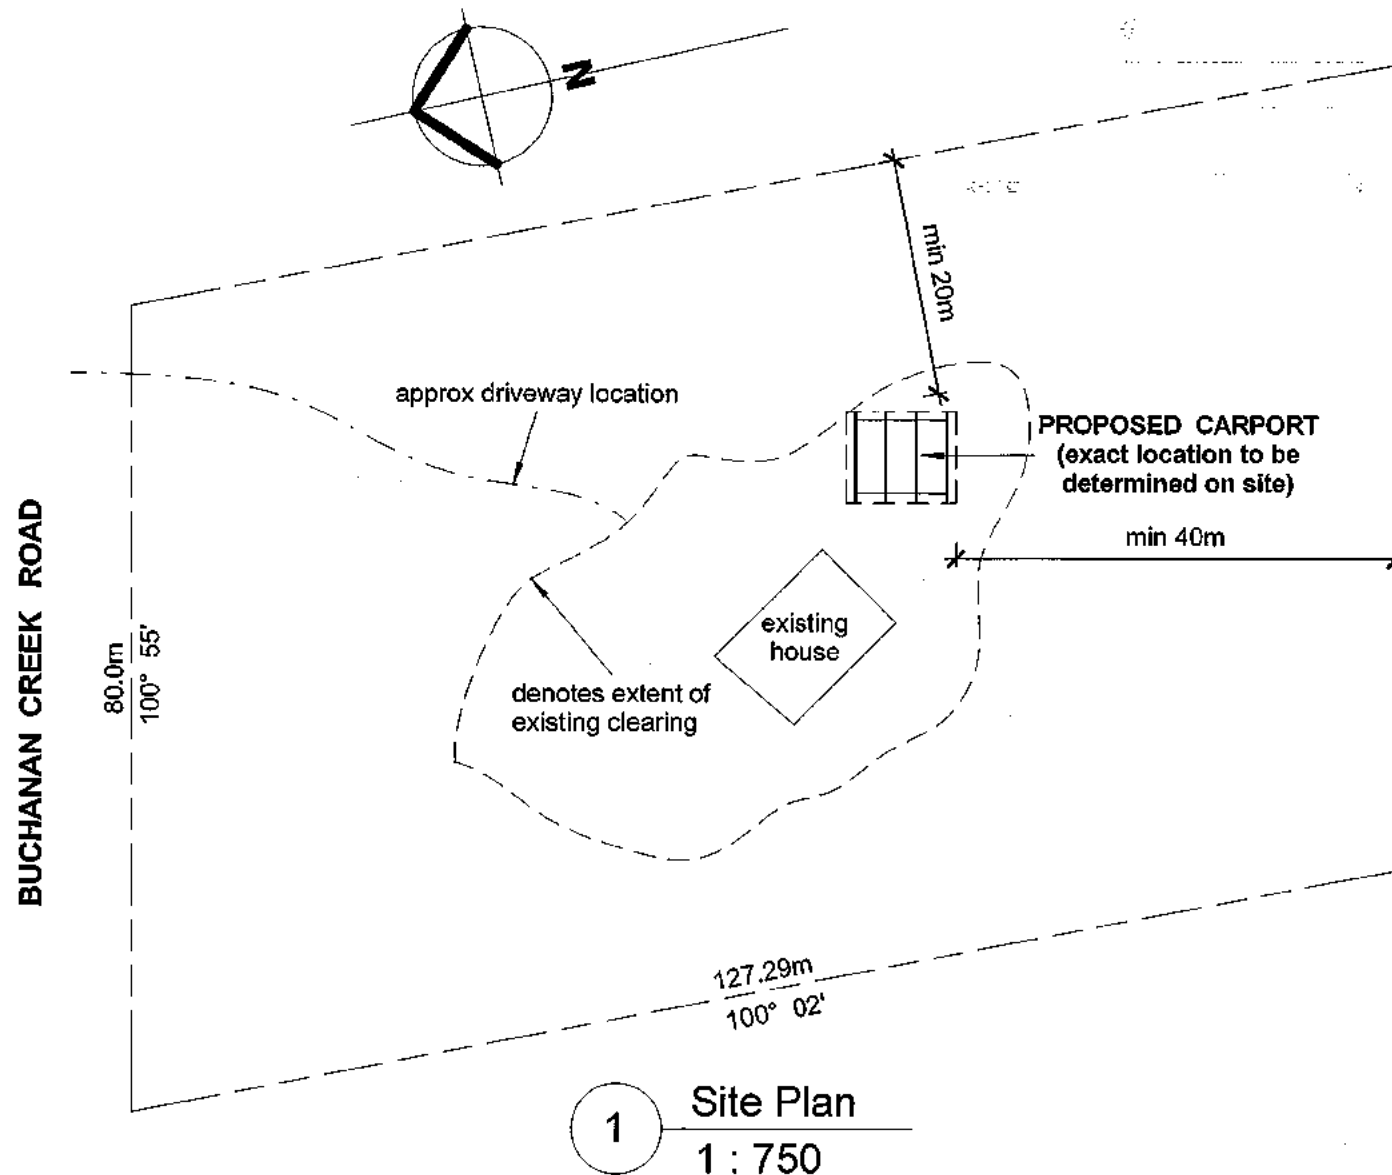 N
min 20m
approx driveway location
PROPOSED CARPORT
(exact location to be
determined on site)
min 40m
BUCHANAN CREEK ROAD
80.0m
100° 55'
existing
house
denotes extent of
existing clearing
127.29m
100° 02'
1
Site Plan
1 : 750